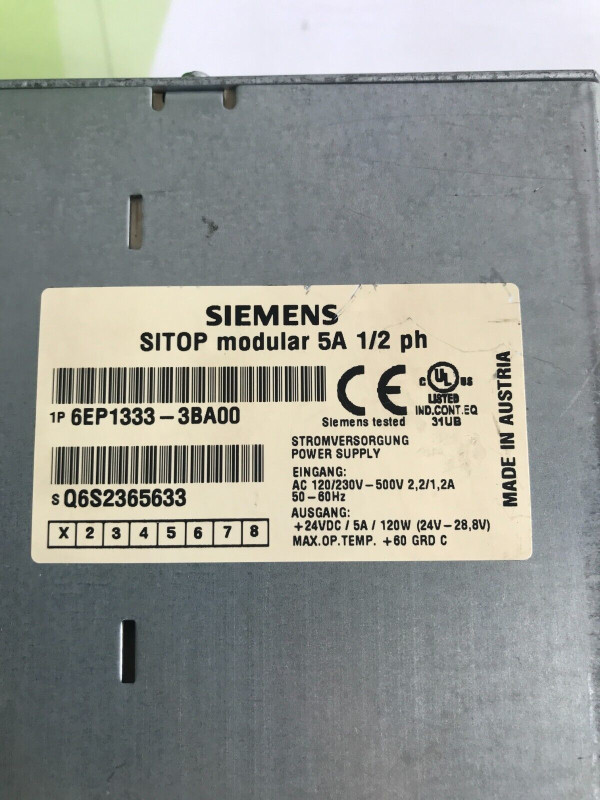 SIEMENS
SITOP modular 5A 1/2 ph
1P 6EP1333-3BA00
S Q6S2365633
X 2 3 4 5 6 7 8
CE
Siemens tested
C UL US
LISTED
IND.CONT.EQ
31UB
STROMVERSORGUNG
POWER SUPPLY
EINGANG:
AC 120/230V-500V 2,2/1,2A
50-60Hz
AUSGANG:
+24VDC / 5A / 120W (24V-28,8V)
MAX.OP.TEMP. +60 GRD C
MADE IN AUSTRIA